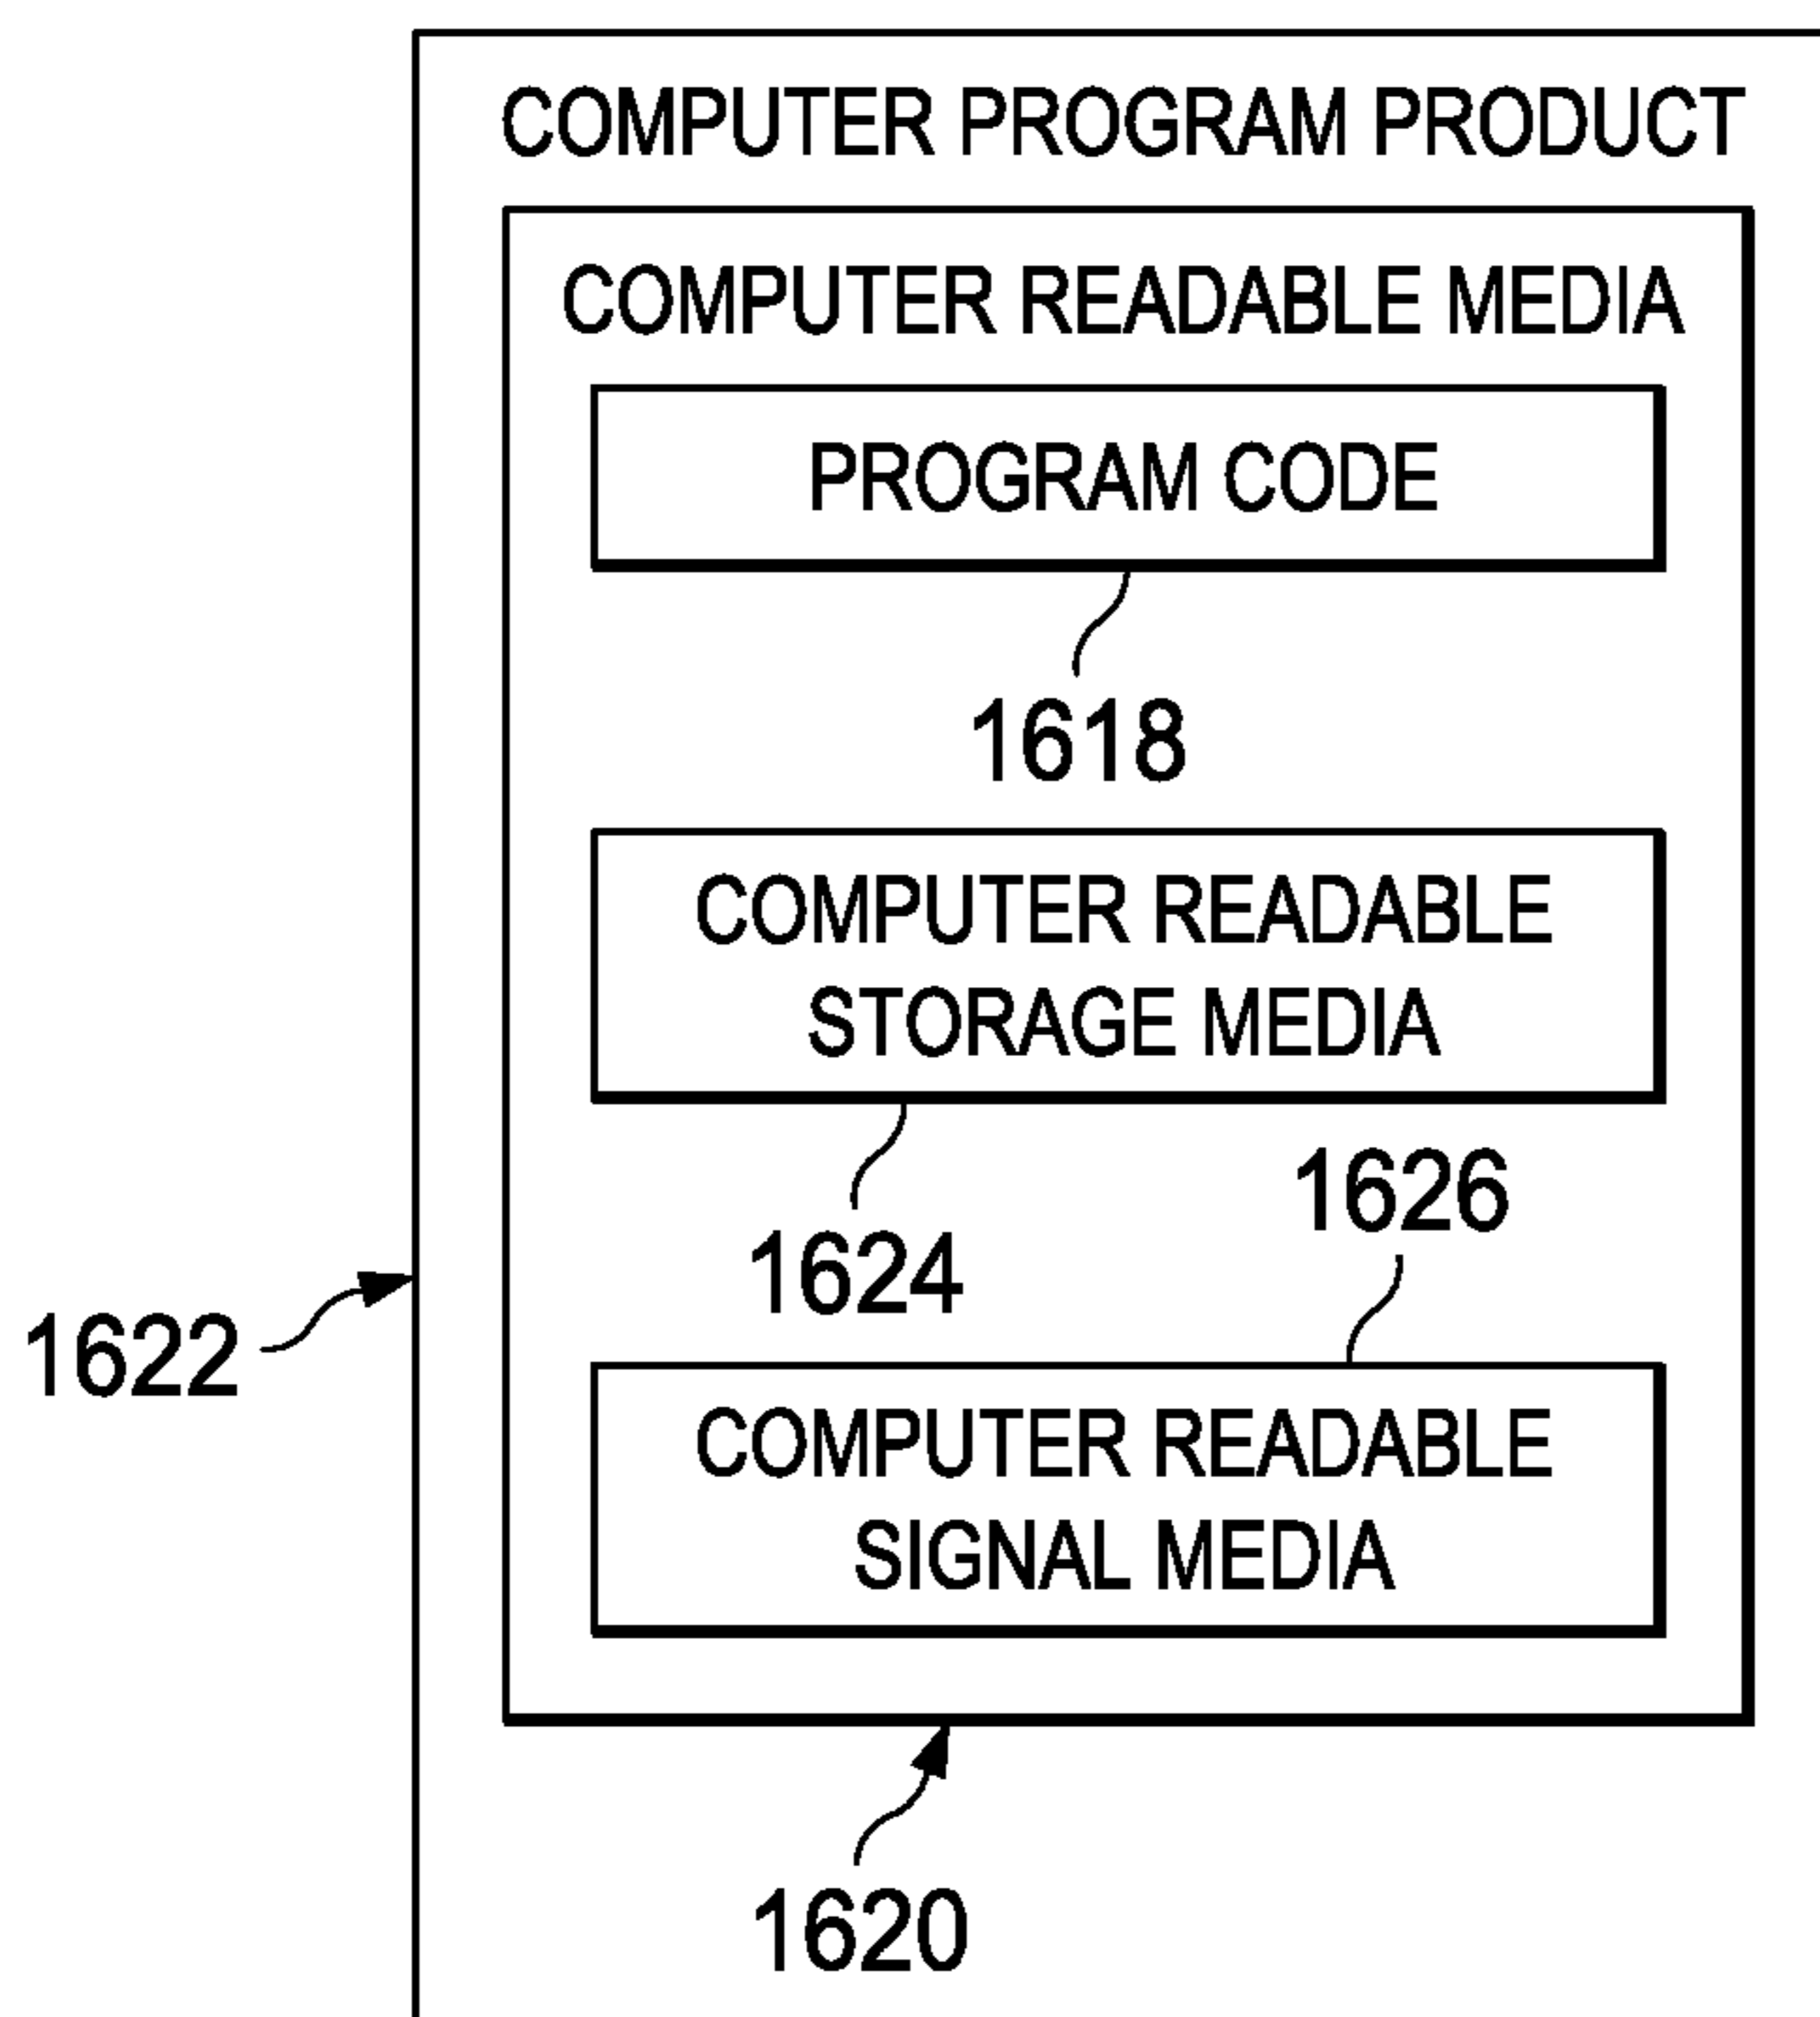 COMPUTER PROGRAM PRODUCT
COMPUTER READABLE MEDIA
PROGRAM CODE
1618
COMPUTER READABLE
STORAGE MEDIA
1626
1624
1622
COMPUTER READABLE
SIGNAL MEDIA
1620